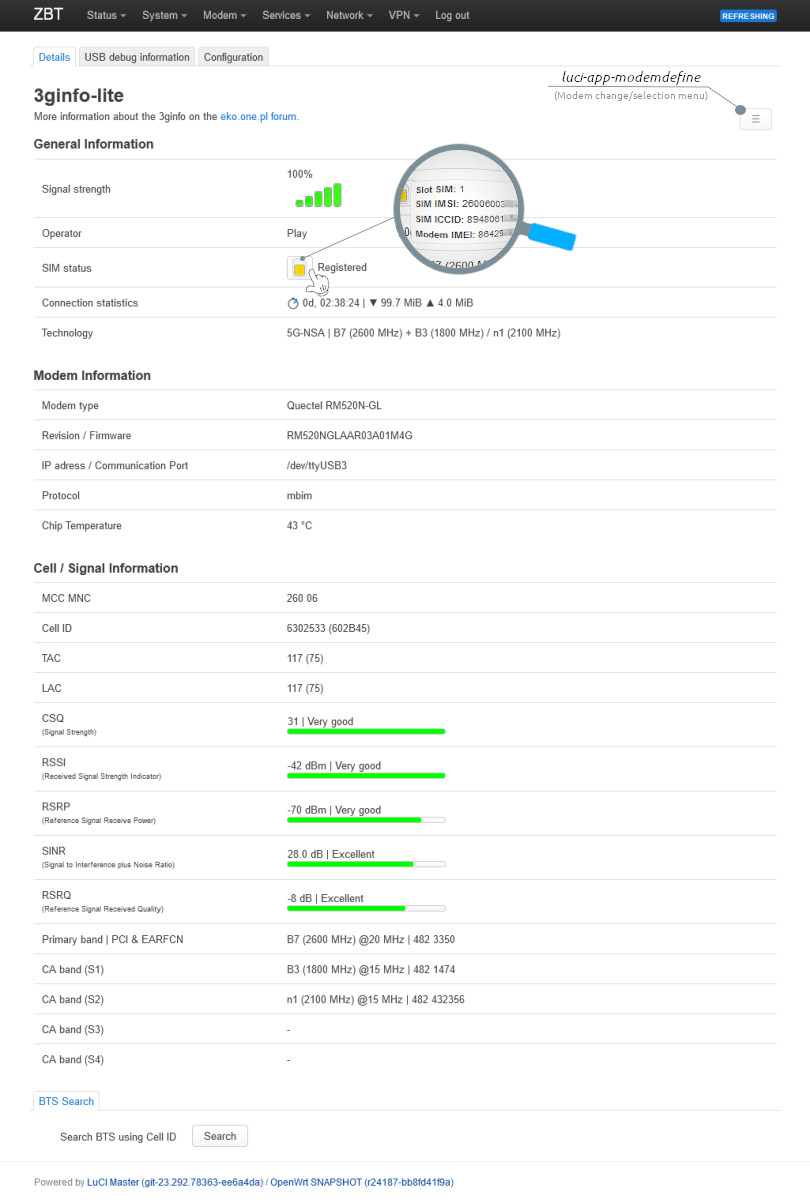 ZBT Status System Modem Services Network VPN Log out REFRESHING
Details USB debug information Configuration
luci-app-modemdefine
(Modem change/selection menu)
3ginfo-lite
More information about the 3ginfo on the eko.one.pl forum.
General Information
Signal strength 100%
Operator Play
SIM status Registered
Slot SIM: 1
SIM IMSI: 26006003
SIM ICCID: 8948061
Modem IMEI: 86429
Connection statistics 0d, 02:38:24 | ▼ 99.7 MiB ▲ 4.0 MiB
Technology 5G-NSA | B7 (2600 MHz) + B3 (1800 MHz) / n1 (2100 MHz)
Modem Information
Modem type Quectel RM520N-GL
Revision / Firmware RM520NGLAAR03A01M4G
IP adress / Communication Port /dev/ttyUSB3
Protocol mbim
Chip Temperature 43 °C
Cell / Signal Information
MCC MNC 260 06
Cell ID 6302533 (602B45)
TAC 117 (75)
LAC 117 (75)
CSQ 31 | Very good
(Signal Strength)
RSSI -42 dBm | Very good
(Received Signal Strength Indicator)
RSRP -70 dBm | Very good
(Reference Signal Receive Power)
SINR 28.0 dB | Excellent
(Signal to Interference plus Noise Ratio)
RSRQ -8 dB | Excellent
(Reference Signal Received Quality)
Primary band | PCI & EARFCN B7 (2600 MHz) @20 MHz | 482 3350
CA band (S1) B3 (1800 MHz) @15 MHz | 482 1474
CA band (S2) n1 (2100 MHz) @15 MHz | 482 432356
CA band (S3) -
CA band (S4) -
BTS Search
Search BTS using Cell ID Search
Powered by LuCI Master (git-23.292.78363-ee6a4da) / OpenWrt SNAPSHOT (r24187-bb8fd41f9a)